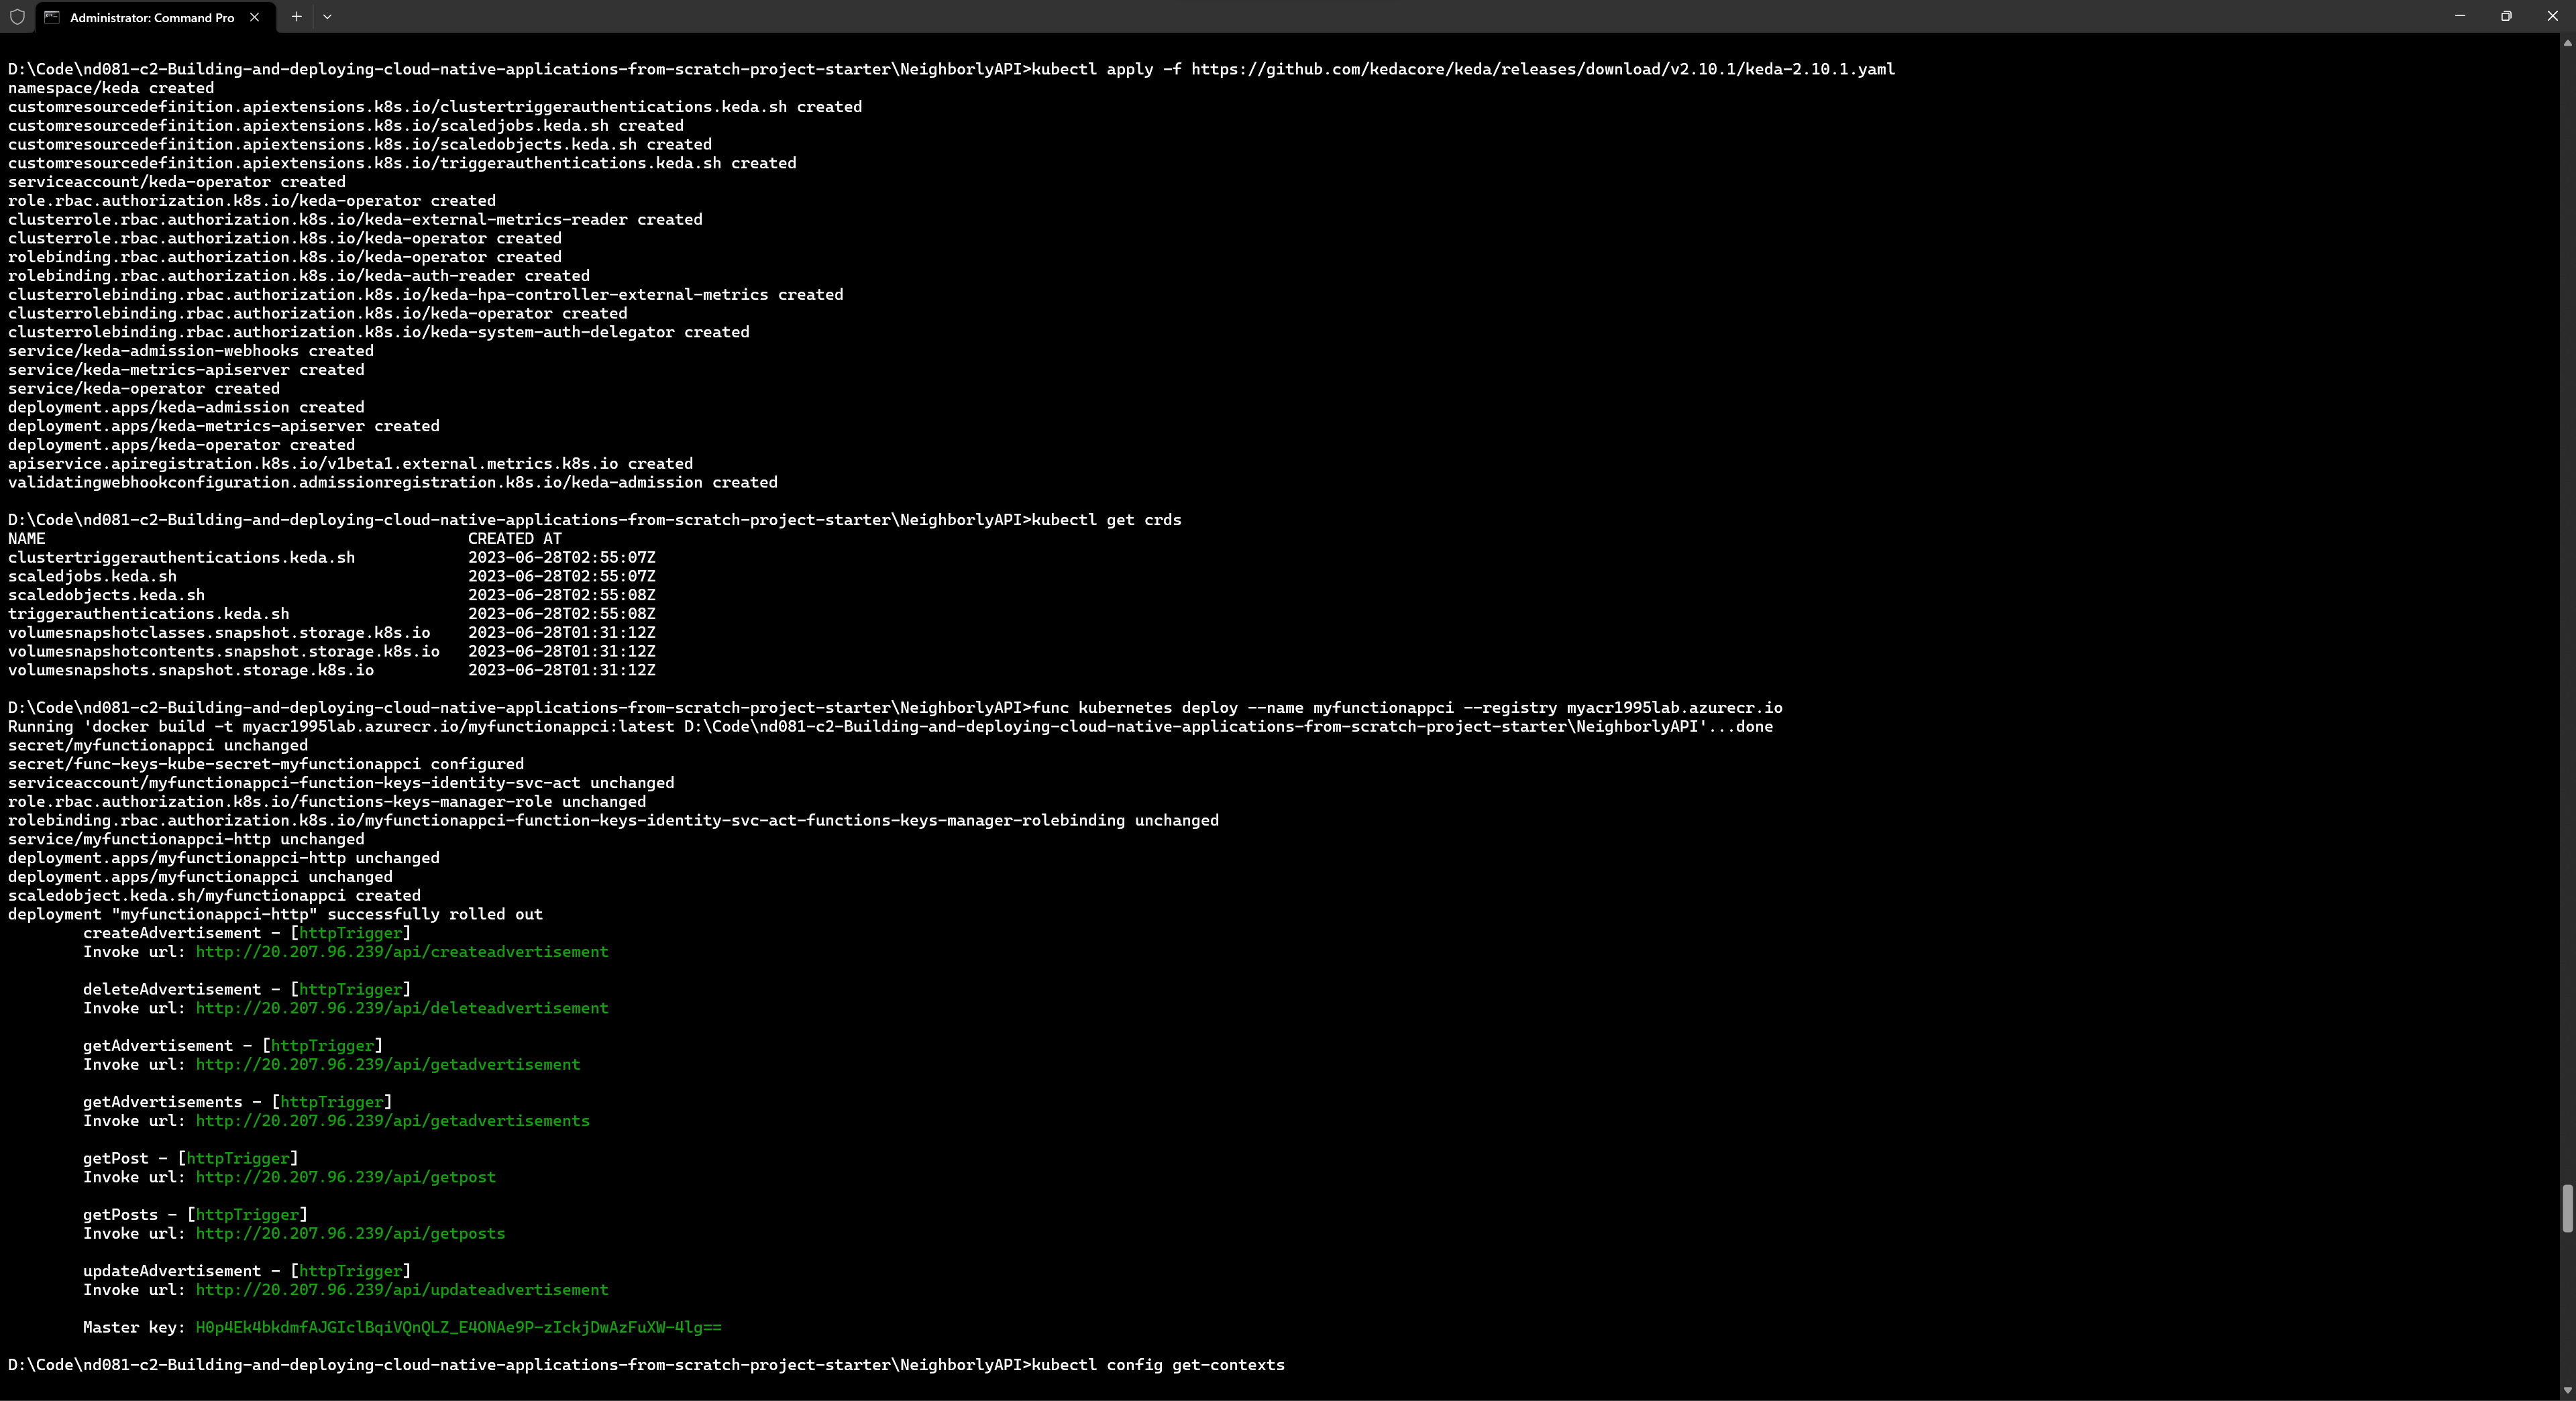 Administrator: Command Pro
D:\Code\nd081-c2-Building-and-deploying-cloud-native-applications-from-scratch-project-starter\NeighborlyAPI>kubectl apply -f https://github.com/kedacore/keda/releases/download/v2.10.1/keda-2.10.1.yaml
namespace/keda created
customresourcedefinition.apiextensions.k8s.io/clustertriggerauthentications.keda.sh created
customresourcedefinition.apiextensions.k8s.io/scaledjobs.keda.sh created
customresourcedefinition.apiextensions.k8s.io/scaledobjects.keda.sh created
customresourcedefinition.apiextensions.k8s.io/triggerauthentications.keda.sh created
serviceaccount/keda-operator created
role.rbac.authorization.k8s.io/keda-operator created
clusterrole.rbac.authorization.k8s.io/keda-external-metrics-reader created
clusterrole.rbac.authorization.k8s.io/keda-operator created
rolebinding.rbac.authorization.k8s.io/keda-operator created
rolebinding.rbac.authorization.k8s.io/keda-auth-reader created
clusterrolebinding.rbac.authorization.k8s.io/keda-hpa-controller-external-metrics created
clusterrolebinding.rbac.authorization.k8s.io/keda-operator created
clusterrolebinding.rbac.authorization.k8s.io/keda-system-auth-delegator created
service/keda-admission-webhooks created
service/keda-metrics-apiserver created
service/keda-operator created
deployment.apps/keda-admission created
deployment.apps/keda-metrics-apiserver created
deployment.apps/keda-operator created
apiservice.apiregistration.k8s.io/v1beta1.external.metrics.k8s.io created
validatingwebhookconfiguration.admissionregistration.k8s.io/keda-admission created
D:\Code\nd081-c2-Building-and-deploying-cloud-native-applications-from-scratch-project-starter\NeighborlyAPI>kubectl get crds
NAME CREATED AT
clustertriggerauthentications.keda.sh 2023-06-28T02:55:07Z
scaledjobs.keda.sh 2023-06-28T02:55:07Z
scaledobjects.keda.sh 2023-06-28T02:55:08Z
triggerauthentications.keda.sh 2023-06-28T02:55:08Z
volumesnapshotclasses.snapshot.storage.k8s.io 2023-06-28T01:31:12Z
volumesnapshotcontents.snapshot.storage.k8s.io 2023-06-28T01:31:12Z
volumesnapshots.snapshot.storage.k8s.io 2023-06-28T01:31:12Z
D:\Code\nd081-c2-Building-and-deploying-cloud-native-applications-from-scratch-project-starter\NeighborlyAPI>func kubernetes deploy --name myfunctionappci --registry myacr1995lab.azurecr.io
Running 'docker build -t myacr1995lab.azurecr.io/myfunctionappci:latest D:\Code\nd081-c2-Building-and-deploying-cloud-native-applications-from-scratch-project-starter\NeighborlyAPI'...done
secret/myfunctionappci unchanged
secret/func-keys-kube-secret-myfunctionappci configured
serviceaccount/myfunctionappci-function-keys-identity-svc-act unchanged
role.rbac.authorization.k8s.io/functions-keys-manager-role unchanged
rolebinding.rbac.authorization.k8s.io/myfunctionappci-function-keys-identity-svc-act-functions-keys-manager-rolebinding unchanged
service/myfunctionappci-http unchanged
deployment.apps/myfunctionappci-http unchanged
deployment.apps/myfunctionappci unchanged
scaledobject.keda.sh/myfunctionappci created
deployment "myfunctionappci-http" successfully rolled out
createAdvertisement - [httpTrigger]
Invoke url: http://20.207.96.239/api/createadvertisement
deleteAdvertisement - [httpTrigger]
Invoke url: http://20.207.96.239/api/deleteadvertisement
getAdvertisement - [httpTrigger]
Invoke url: http://20.207.96.239/api/getadvertisement
getAdvertisements - [httpTrigger]
Invoke url: http://20.207.96.239/api/getadvertisements
getPost - [httpTrigger]
Invoke url: http://20.207.96.239/api/getpost
getPosts - [httpTrigger]
Invoke url: http://20.207.96.239/api/getposts
updateAdvertisement - [httpTrigger]
Invoke url: http://20.207.96.239/api/updateadvertisement
Master key: H0p4Ek4bkdmfAJGIclBqiVQnQLZ_E4ONAe9P-zIckjDwAzFuXW-4lg==
D:\Code\nd081-c2-Building-and-deploying-cloud-native-applications-from-scratch-project-starter\NeighborlyAPI>kubectl config get-contexts